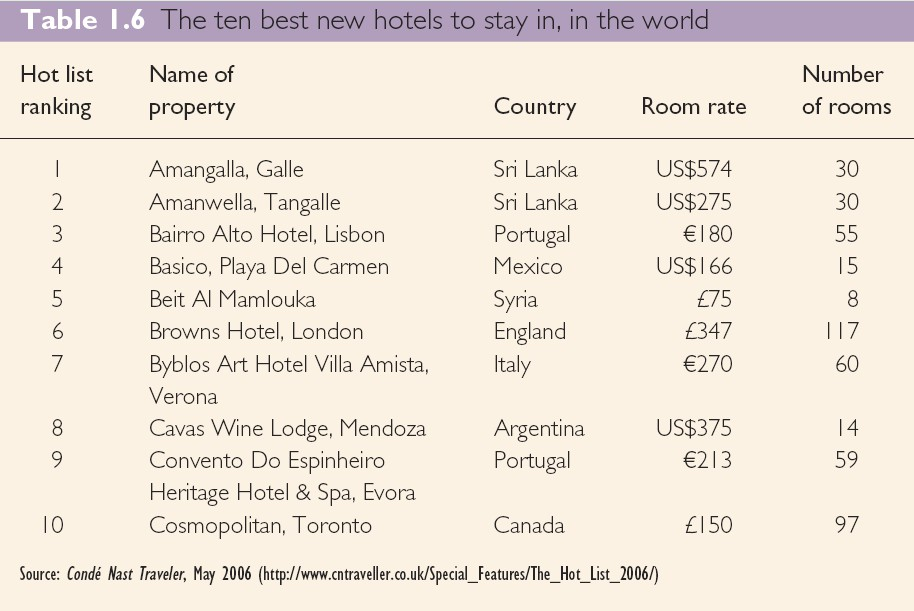 Table 1.6 The ten best new hotels to stay in, in the world
Hot list Name of Number
ranking property Country Room rate of rooms
1 Amangalla, Galle Sri Lanka US$574 30
2 Amanwella, Tangalle Sri Lanka US$275 30
3 Bairro Alto Hotel, Lisbon Portugal €180 55
4 Basico, Playa Del Carmen Mexico US$166 15
5 Beit Al Mamlouka Syria £75 8
6 Browns Hotel, London England £347 117
7 Byblos Art Hotel Villa Amista, Italy €270 60
Verona
8 Cavas Wine Lodge, Mendoza Argentina US$375 14
9 Convento Do Espinheiro Portugal €213 59
Heritage Hotel & Spa, Evora
10 Cosmopolitan, Toronto Canada £150 97
Source: Condé Nast Traveler, May 2006 (http://www.cntraveller.co.uk/Special_Features/The_Hot_List_2006/)